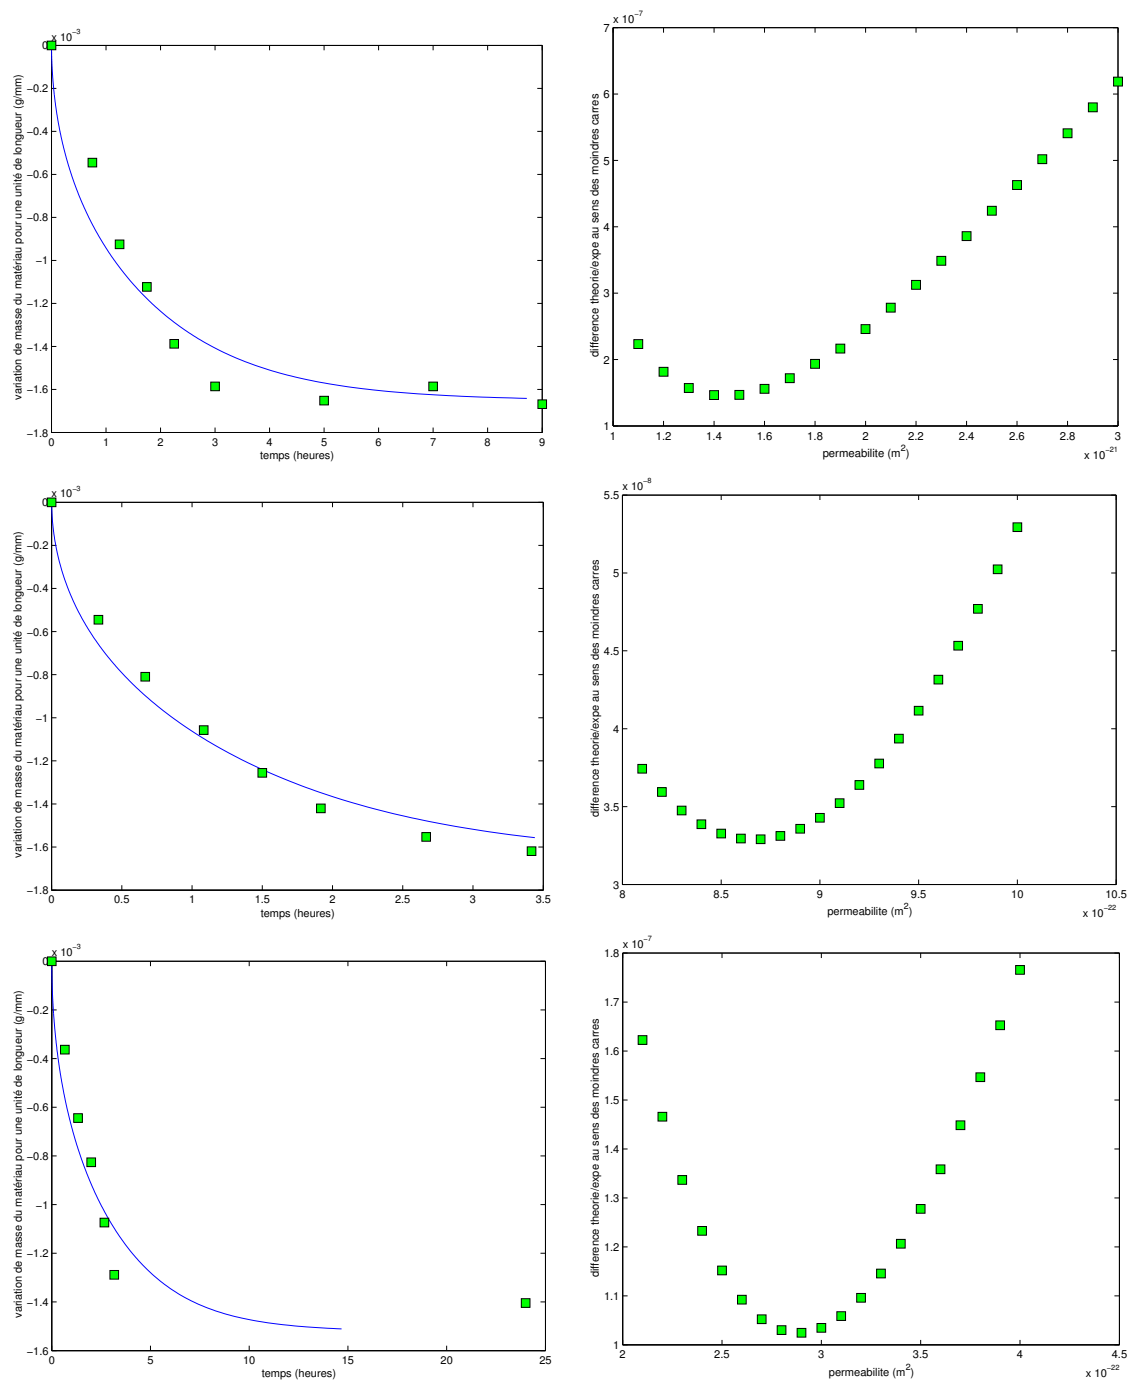 x 10−3
0
−0.2
−0.4
−0.6
−0.8
−1
−1.2
−1.4
−1.6
−1.8
0 1 2 3 4 5 6 7 8 9
temps (heures)
variation de masse du matériau pour une unité de longueur (g/mm)
x 10−7
7
6
5
4
3
2
1
1 1.2 1.4 1.6 1.8 2 2.2 2.4 2.6 2.8 3
x 10−21
permeabilite (m2)
difference theorie/expe au sens des moindres carres
x 10−3
0
−0.2
−0.4
−0.6
−0.8
−1
−1.2
−1.4
−1.6
−1.8
0 0.5 1 1.5 2 2.5 3 3.5
temps (heures)
variation de masse du matériau pour une unité de longueur (g/mm)
x 10−8
5.5
5
4.5
4
3.5
3
8 8.5 9 9.5 10 10.5
x 10−22
permeabilite (m2)
difference theorie/expe au sens des moindres carres
x 10−3
0
−0.2
−0.4
−0.6
−0.8
−1
−1.2
−1.4
−1.6
0 5 10 15 20 25
temps (heures)
variation de masse du matériau pour une unité de longueur (g/mm)
x 10−7
1.8
1.7
1.6
1.5
1.4
1.3
1.2
1.1
1
2 2.5 3 3.5 4 4.5
x 10−22
permeabilite (m2)
difference theorie/expe au sens des moindres carres